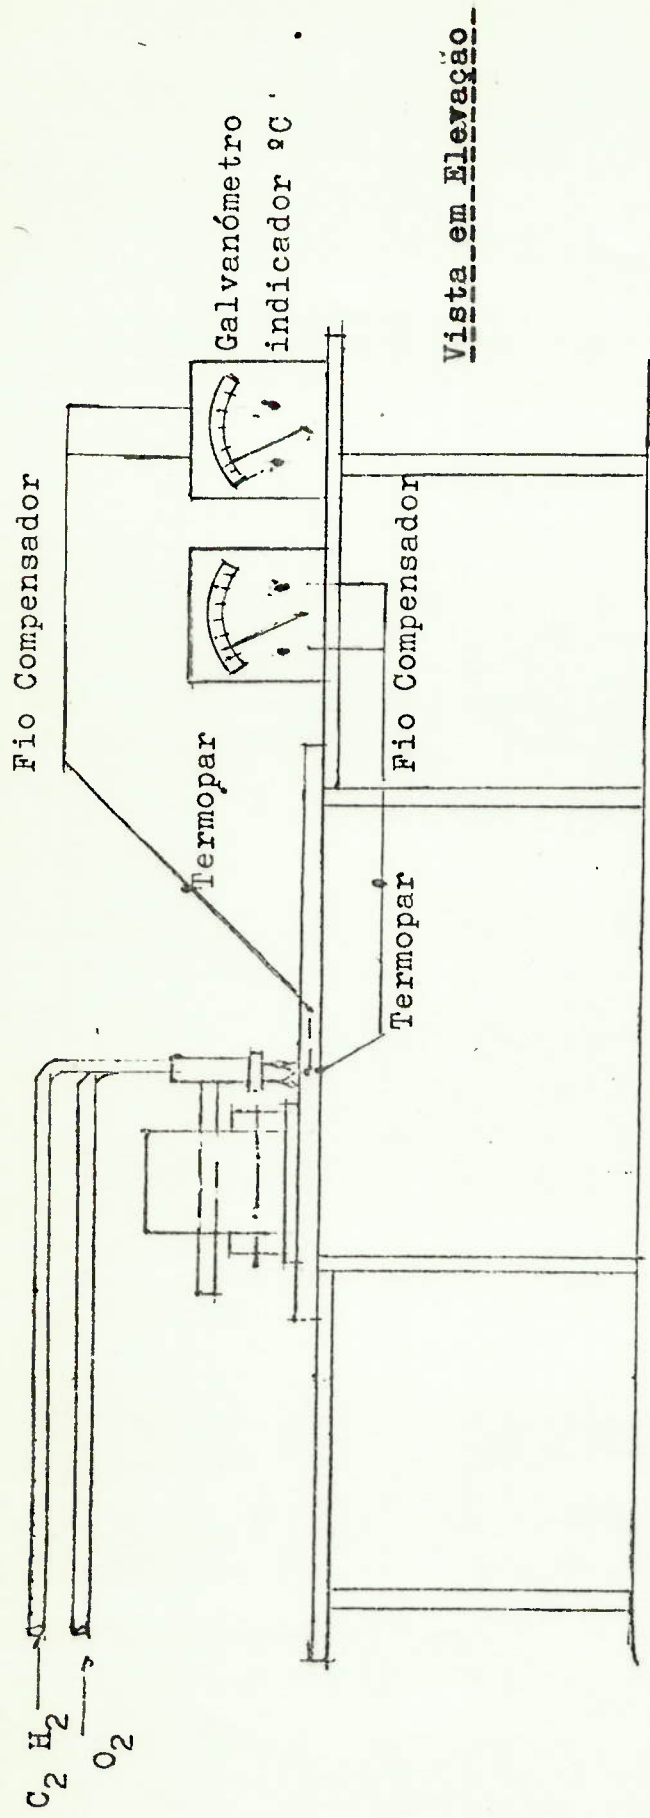 Fio Compensador
Galvanómetro
indicador ºC
Termopar
Fio Compensador
Termopar
C2 H2
O2
Vista em Elevação